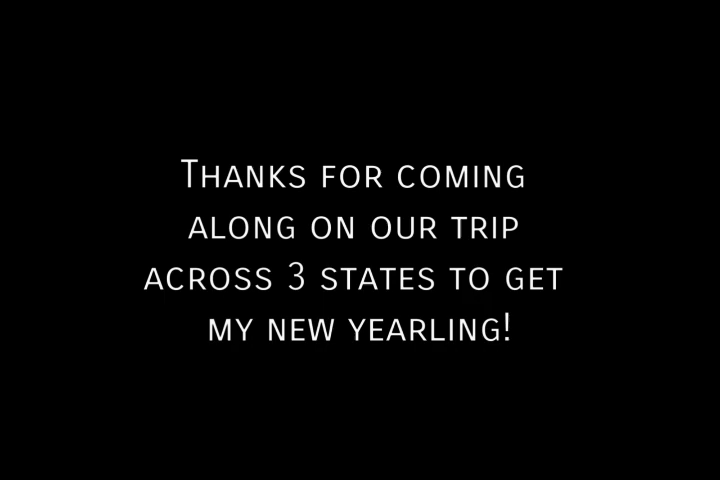 Thanks for coming
along on our trip
across 3 states to get
my new yearling!